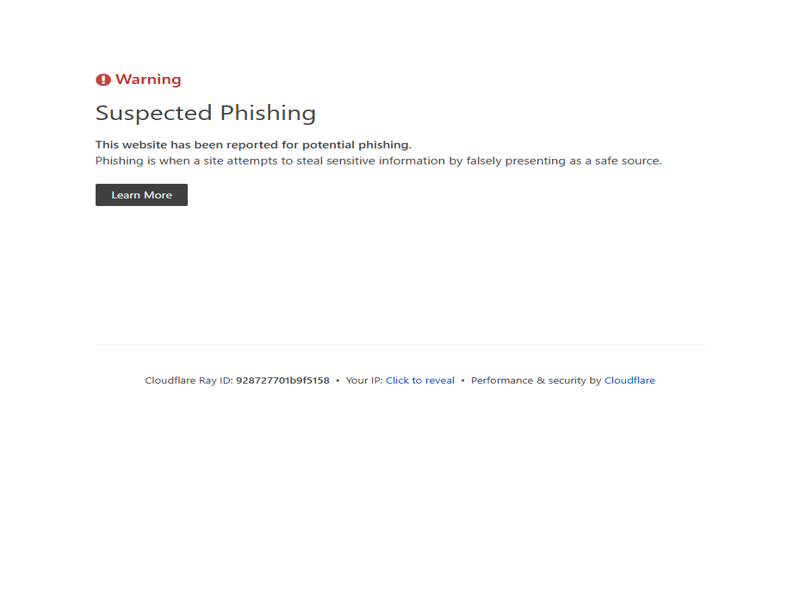 Warning
Suspected Phishing
This website has been reported for potential phishing.
Phishing is when a site attempts to steal sensitive information by falsely presenting as a safe source.
Learn More
Cloudflare Ray ID: 928727701b9f5158 • Your IP: Click to reveal • Performance & security by Cloudflare